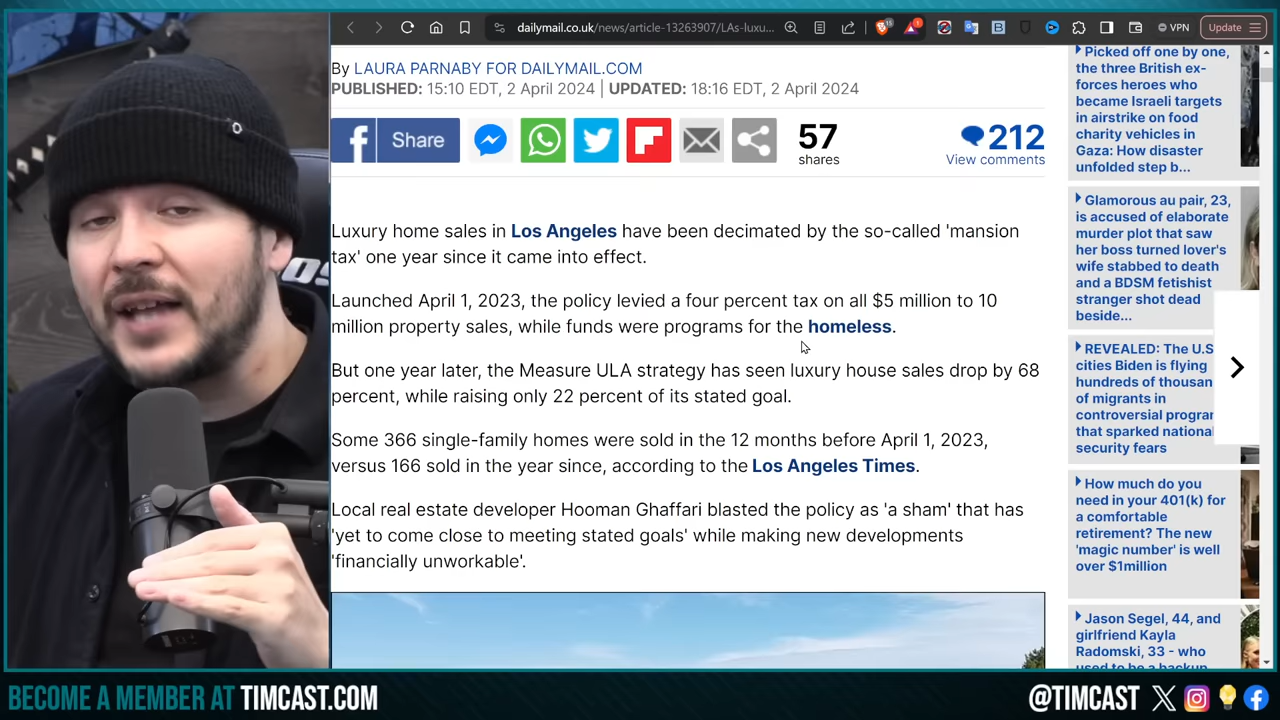 dailymail.co.uk/news/article-13263907/LAs-luxu...
VPN
Update
By LAURA PARNABY FOR DAILYMAIL.COM
PUBLISHED: 15:10 EDT, 2 April 2024 | UPDATED: 18:16 EDT, 2 April 2024
Share
57
shares
212
View comments
Luxury home sales in Los Angeles have been decimated by the so-called 'mansion
tax' one year since it came into effect.
Launched April 1, 2023, the policy levied a four percent tax on all $5 million to 10
million property sales, while funds were programs for the homeless.
But one year later, the Measure ULA strategy has seen luxury house sales drop by 68
percent, while raising only 22 percent of its stated goal.
Some 366 single-family homes were sold in the 12 months before April 1, 2023,
versus 166 sold in the year since, according to the Los Angeles Times.
Local real estate developer Hooman Ghaffari blasted the policy as 'a sham' that has
'yet to come close to meeting stated goals' while making new developments
'financially unworkable'.
Picked off one by one,
the three British ex-
forces heroes who
became Israeli targets
in airstrike on food
charity vehicles in
Gaza: How disaster
unfolded step b...
Glamorous au pair, 23,
is accused of elaborate
murder plot that saw
her boss turned lover's
wife stabbed to death
and a BDSM fetishist
stranger shot dead
beside...
REVEALED: The U.S
cities Biden is flying
hundreds of thousan
of migrants in
controversial progran
that sparked national
security fears
How much do you
need in your 401(k) for
a comfortable
retirement? The new
'magic number' is well
over $1million
Jason Segel, 44, and
girlfriend Kayla
Radomski, 33 - who
used to be a backup
BECOME A MEMBER AT TIMCAST.COM
@TIMCAST